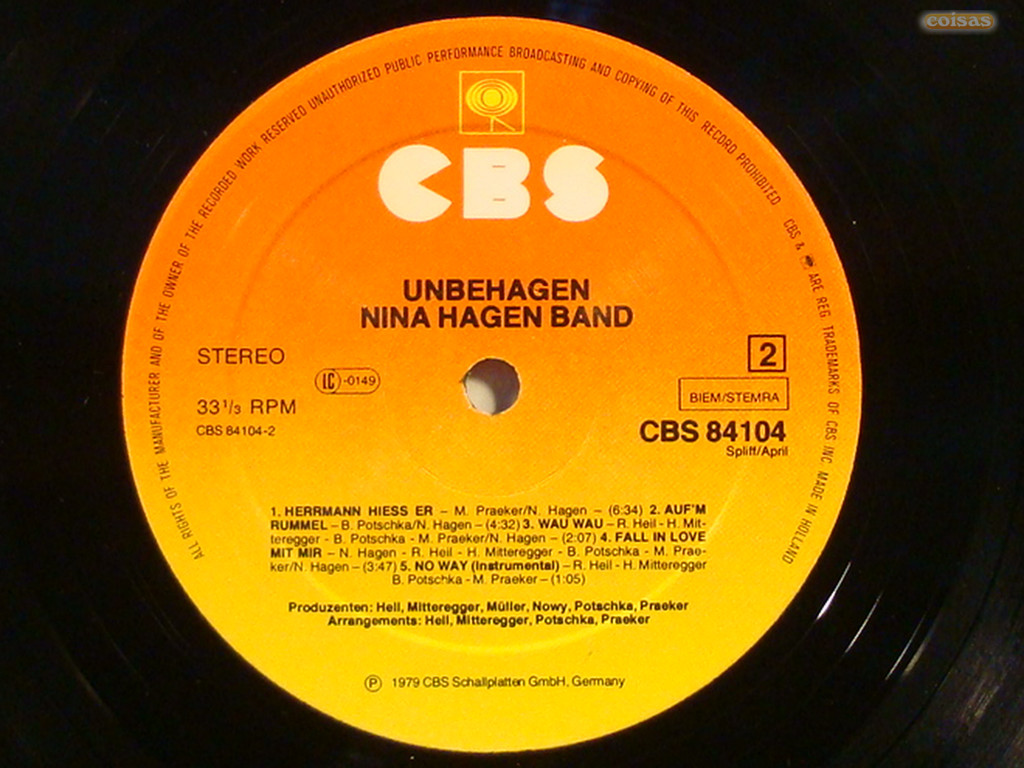 coisas
ALL RIGHTS OF THE MANUFACTURER AND OF THE OWNER OF THE RECORDED WORK RESERVED UNAUTHORIZED PUBLIC PERFORMANCE BROADCASTING AND COPYING OF THIS RECORD PROHIBITED CBS & ARE REG. TRADEMARKS OF CBS INC. MADE IN HOLLAND
CBS
UNBEHAGEN
NINA HAGEN BAND
STEREO
2
LC -0149
BIEM/STEMRA
33 1/3 RPM
CBS 84104
CBS 84104-2
Spliff/April
1. HERRMANN HIESS ER – M. Praeker/N. Hagen – (6:34) 2. AUF'M
RUMMEL – B. Potschka/N. Hagen – (4:32) 3. WAU WAU – R. Heil - H. Mit-
teregger - B. Potschka - M. Praeker/N. Hagen – (2:07) 4. FALL IN LOVE
MIT MIR – N. Hagen - R. Heil - H. Mitteregger - B. Potschka - M. Prae-
ker/N. Hagen – (3:47) 5. NO WAY (Instrumental) – R. Heil - H. Mitteregger
B. Potschka - M. Praeker – (1:05)
Produzenten: Heil, Mitteregger, Müller, Nowy, Potschka, Praeker
Arrangements: Heil, Mitteregger, Potschka, Praeker
℗ 1979 CBS Schallplatten GmbH, Germany